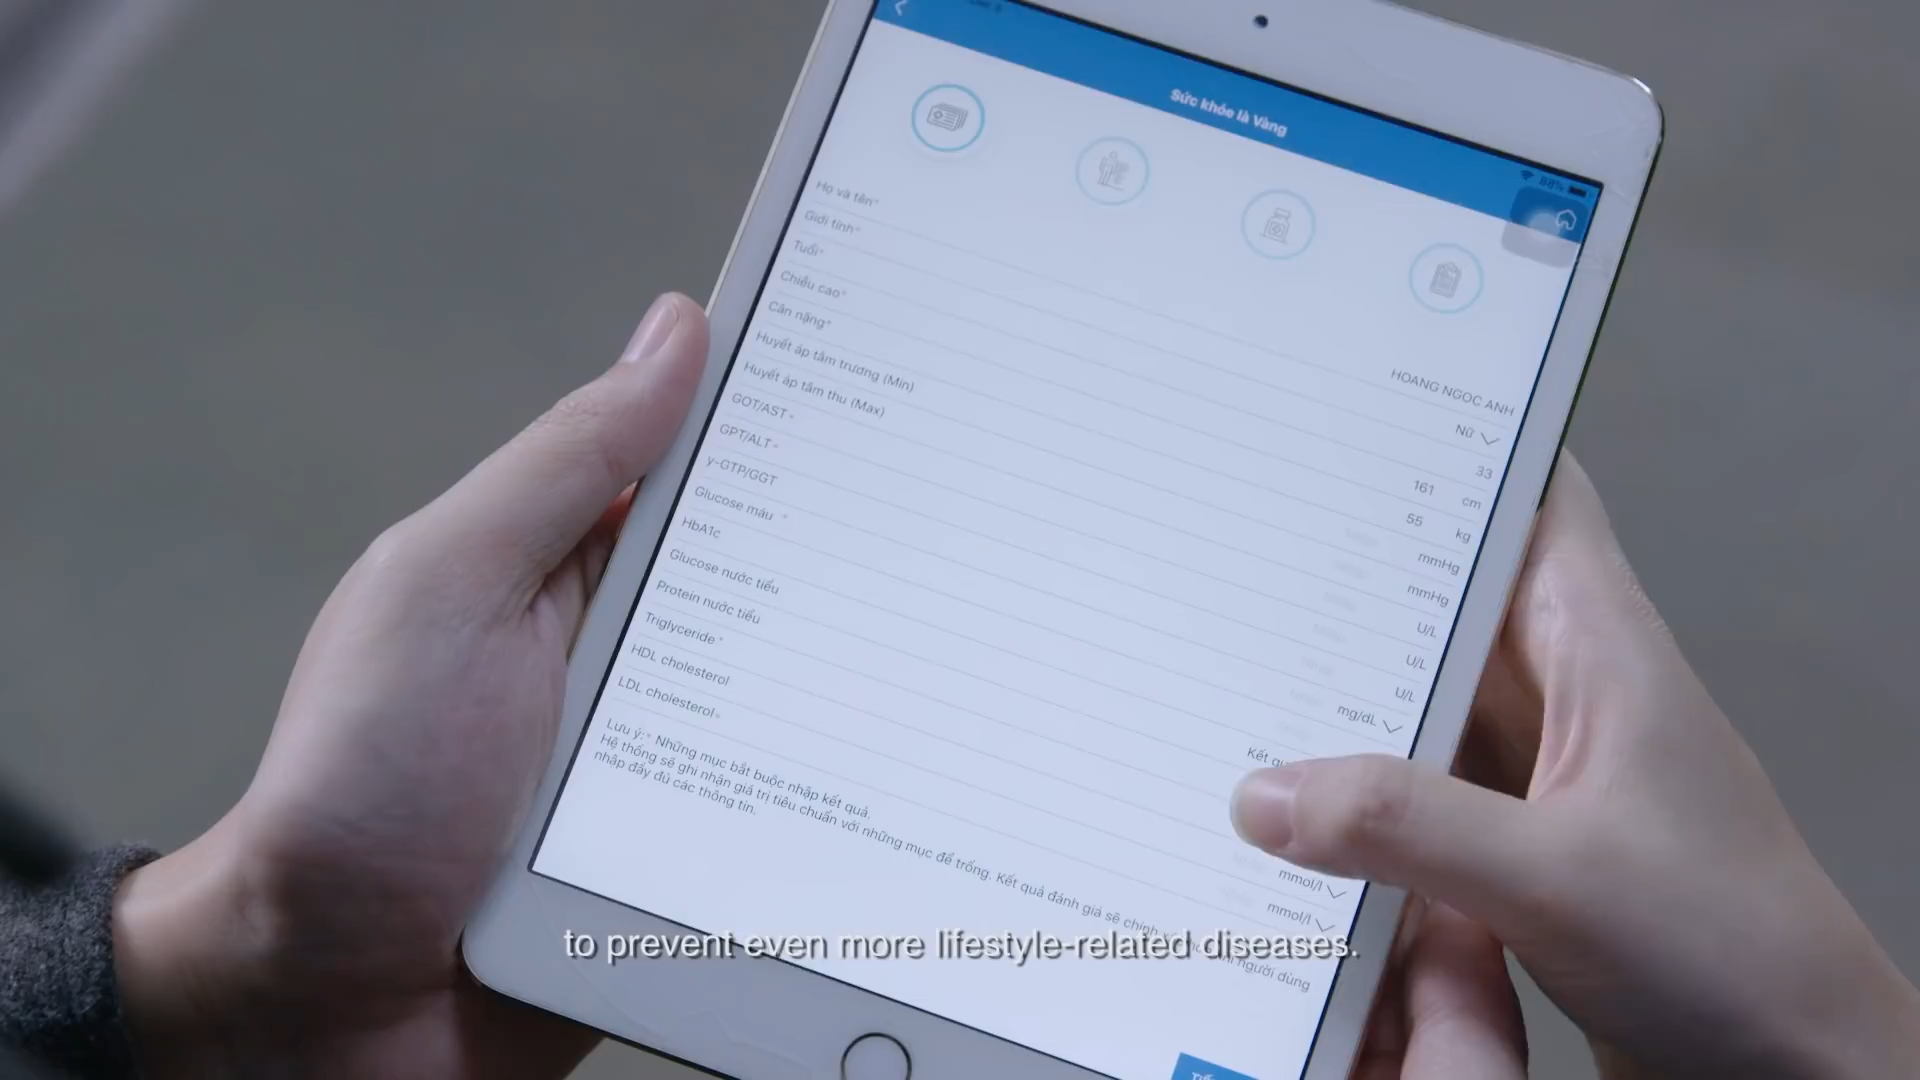 Sức khỏe là Vàng
88%
Họ và tên* HOANG NGOC ANH
Giới tính* Nữ
Tuổi* 33
Chiều cao* 161 cm
Cân nặng* 55 kg
Huyết áp tâm trương (Min) mmHg
Huyết áp tâm thu (Max) mmHg
GOT/AST* U/L
GPT/ALT* U/L
γ-GTP/GGT U/L
Glucose máu * mg/dL
HbA1c
Glucose nước tiểu Kết
Protein nước tiểu
Triglyceride *
HDL cholesterol mmol/l
LDL cholesterol* mmol/l
Lưu ý:* Những mục bắt buộc nhập kết quả.
Hệ thống sẽ ghi nhận giá trị tiêu chuẩn với những mục để trống. Kết quả đánh giá sẽ người dùng
nhập đầy đủ các thông tin.
to prevent even more lifestyle-related diseases.